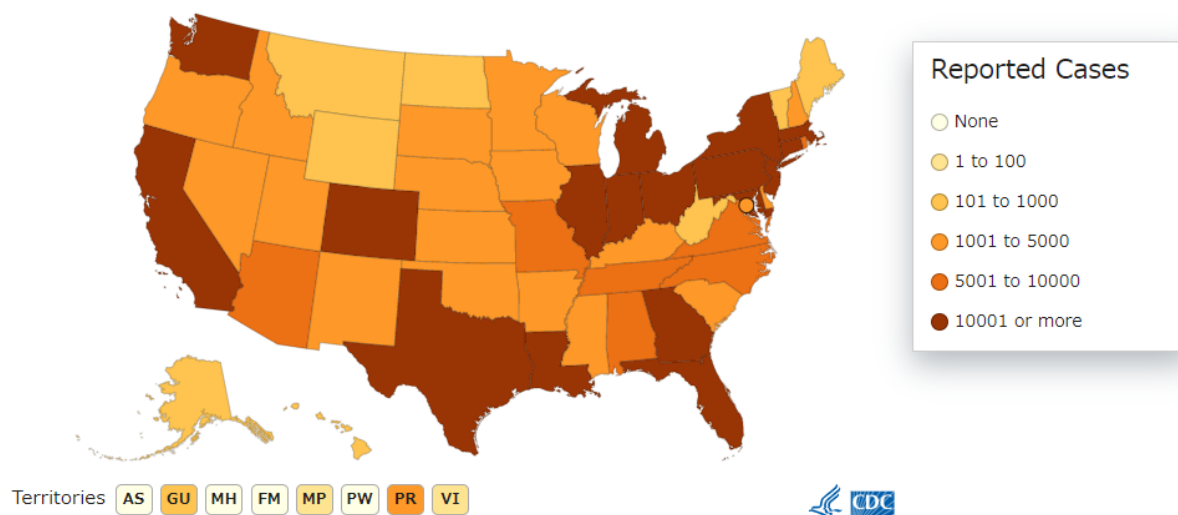 Reported Cases
None
1 to 100
101 to 1000
1001 to 5000
5001 to 10000
10001 or more
Territories AS GU MH FM MP PW PR VI
CDC